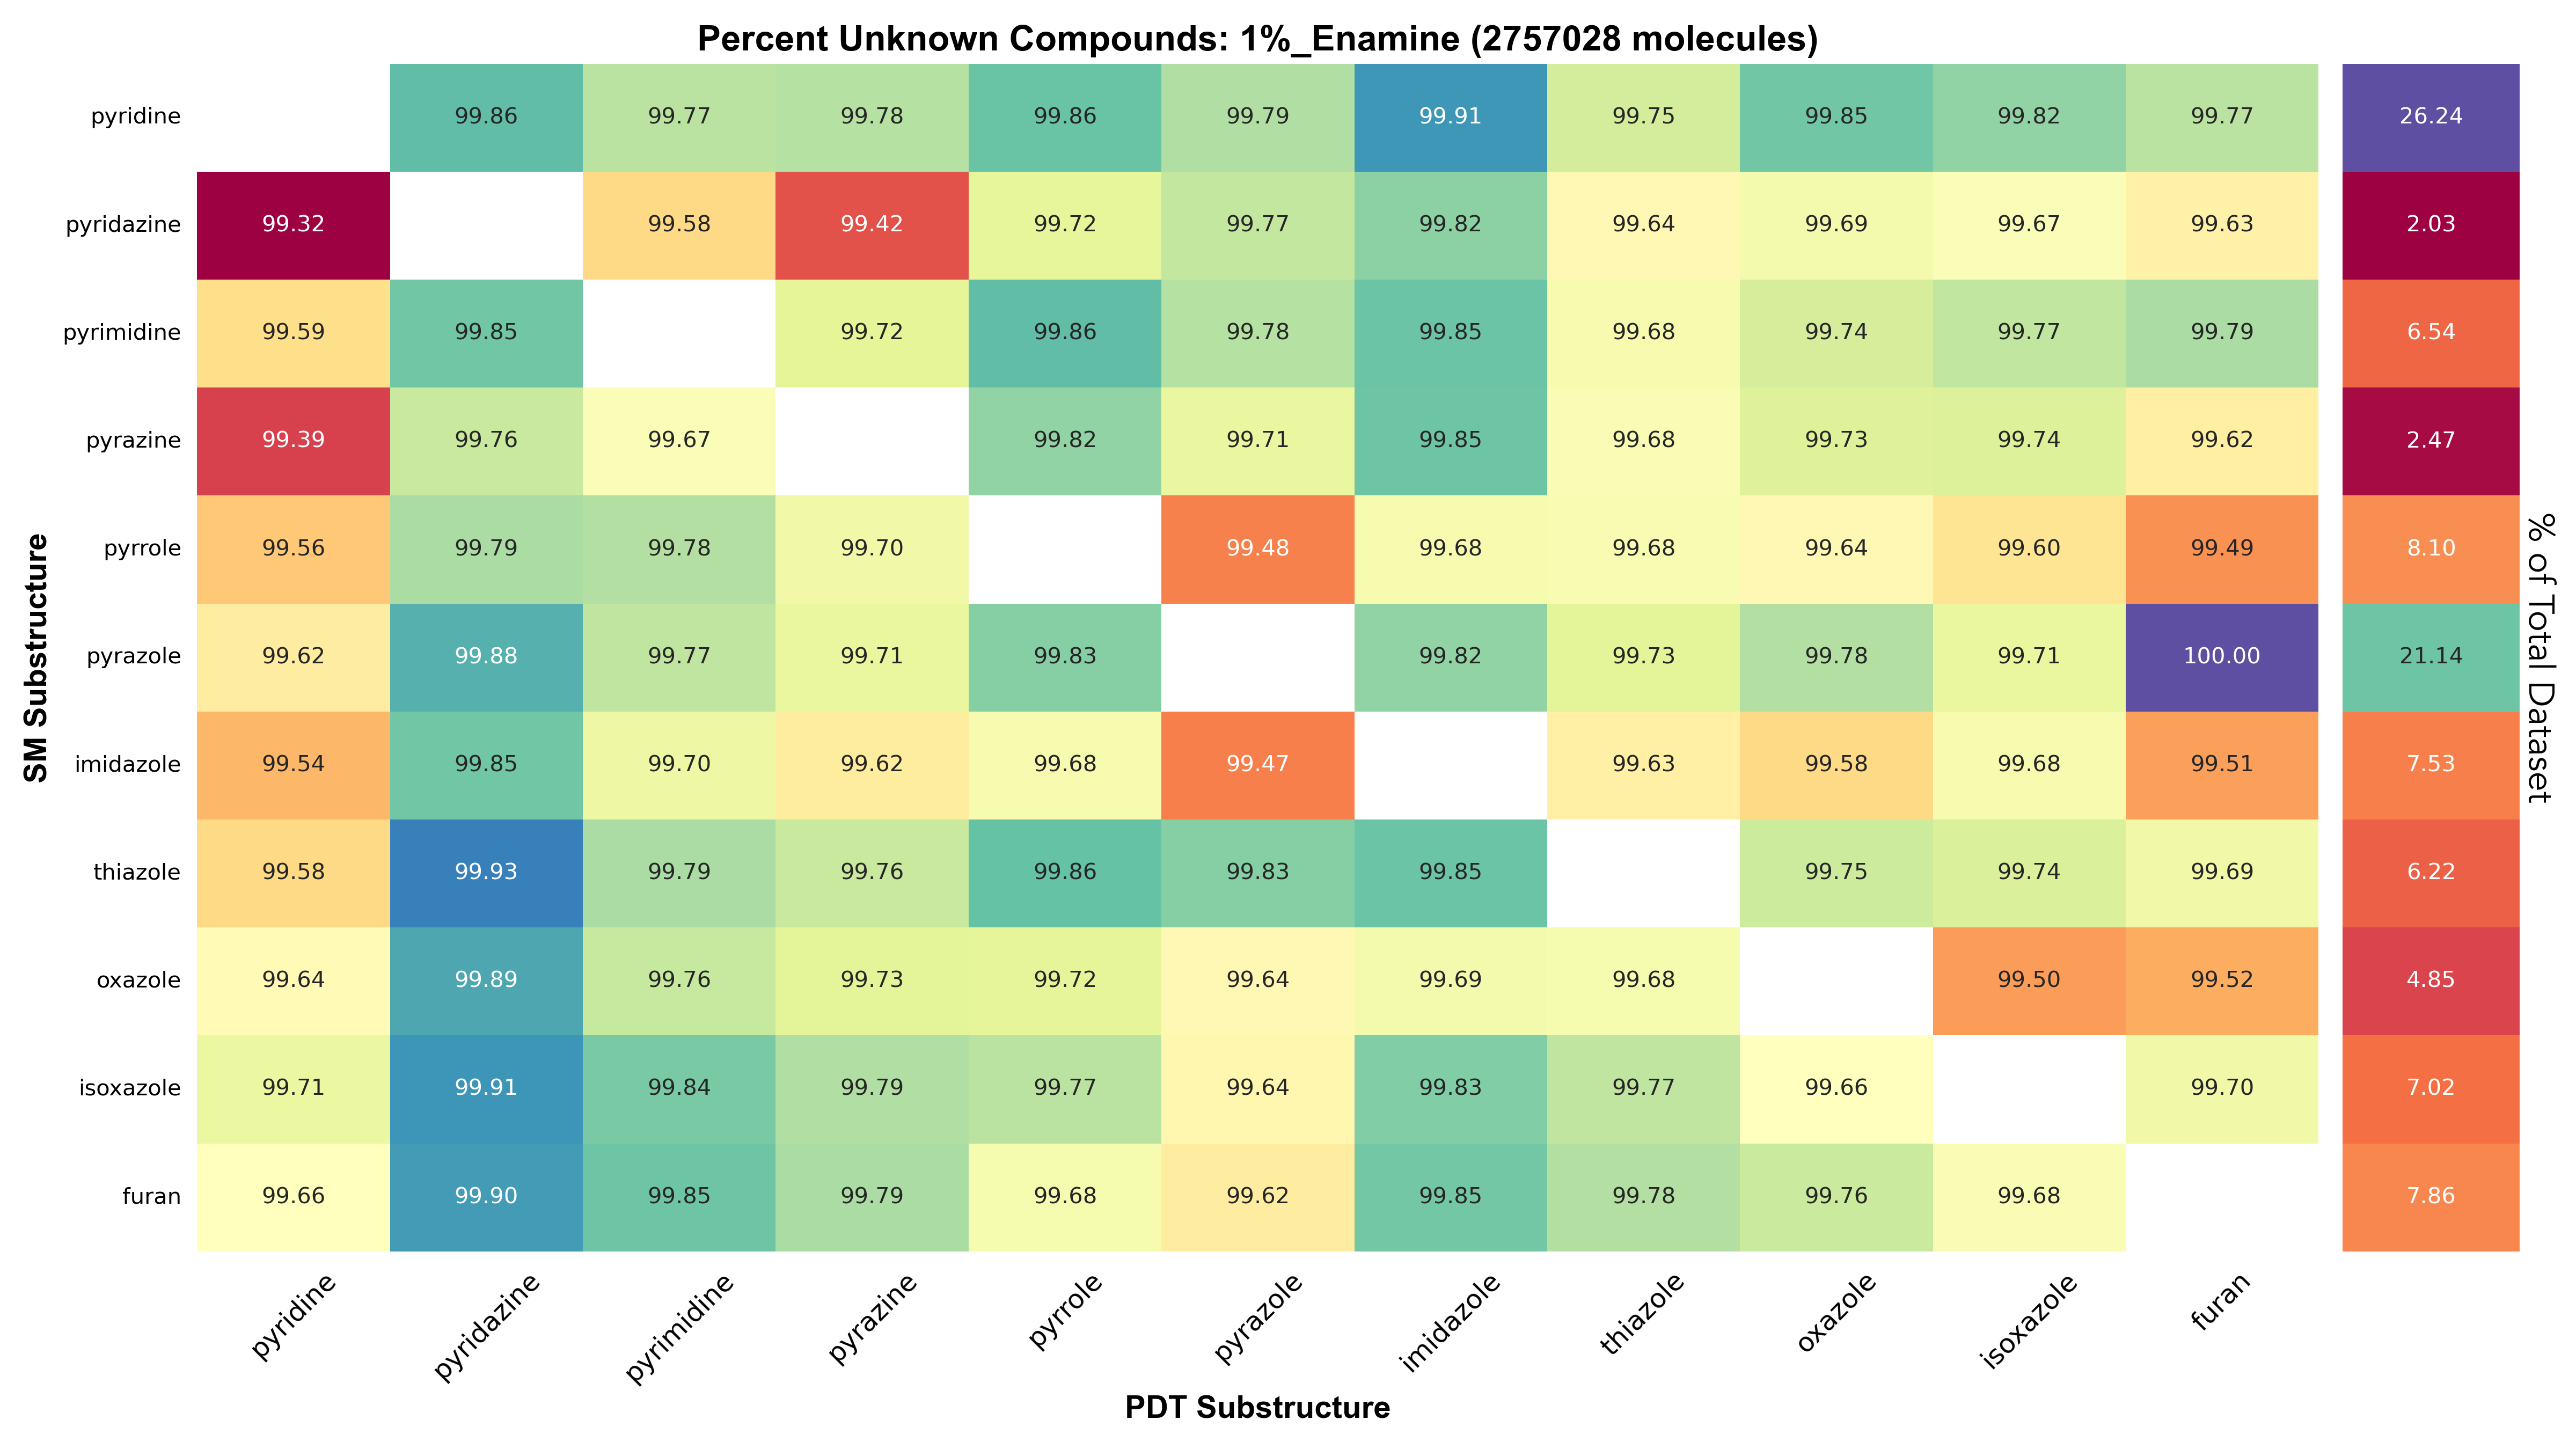 Percent Unknown Compounds: 1%_Enamine (2757028 molecules)
pyridine 99.86 99.77 99.78 99.86 99.79 99.91 99.75 99.85 99.82 99.77 26.24
pyridazine 99.32 99.58 99.42 99.72 99.77 99.82 99.64 99.69 99.67 99.63 2.03
pyrimidine 99.59 99.85 99.72 99.86 99.78 99.85 99.68 99.74 99.77 99.79 6.54
pyrazine 99.39 99.76 99.67 99.82 99.71 99.85 99.68 99.73 99.74 99.62 2.47
pyrrole 99.56 99.79 99.78 99.70 99.48 99.68 99.68 99.64 99.60 99.49 8.10
pyrazole 99.62 99.88 99.77 99.71 99.83 99.82 99.73 99.78 99.71 100.00 21.14
imidazole 99.54 99.85 99.70 99.62 99.68 99.47 99.63 99.58 99.68 99.51 7.53
thiazole 99.58 99.93 99.79 99.76 99.86 99.83 99.85 99.75 99.74 99.69 6.22
oxazole 99.64 99.89 99.76 99.73 99.72 99.64 99.69 99.68 99.50 99.52 4.85
isoxazole 99.71 99.91 99.84 99.79 99.77 99.64 99.83 99.77 99.66 99.70 7.02
furan 99.66 99.90 99.85 99.79 99.68 99.62 99.85 99.78 99.76 99.68 7.86
pyridine pyridazine pyrimidine pyrazine pyrrole pyrazole imidazole thiazole oxazole isoxazole furan
PDT Substructure
SM Substructure
% of Total Dataset